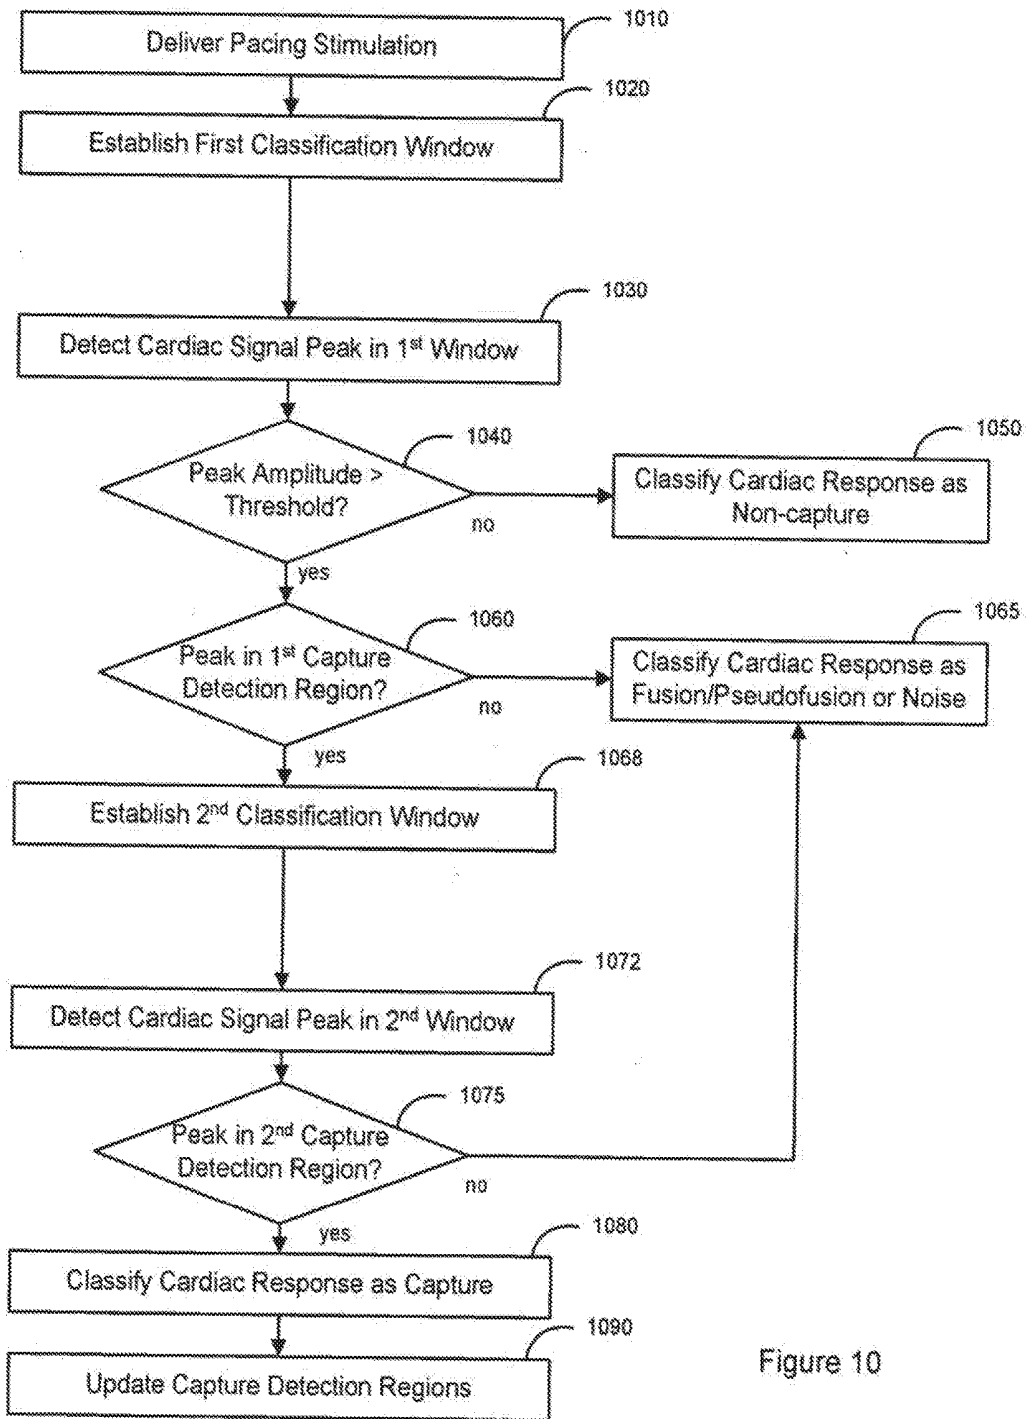 1010
Deliver Pacing Stimulation
1020
Establish First Classification Window
1030
Detect Cardiac Signal Peak in 1st Window
1040
Peak Amplitude >
Threshold?
no
yes
1050
Classify Cardiac Response as
Non-capture
1060
Peak in 1st Capture
Detection Region?
no
yes
1065
Classify Cardiac Response as
Fusion/Pseudofusion or Noise
1068
Establish 2nd Classification Window
1072
Detect Cardiac Signal Peak in 2nd Window
1075
Peak in 2nd Capture
Detection Region?
no
yes
1080
Classify Cardiac Response as Capture
1090
Update Capture Detection Regions
Figure 10